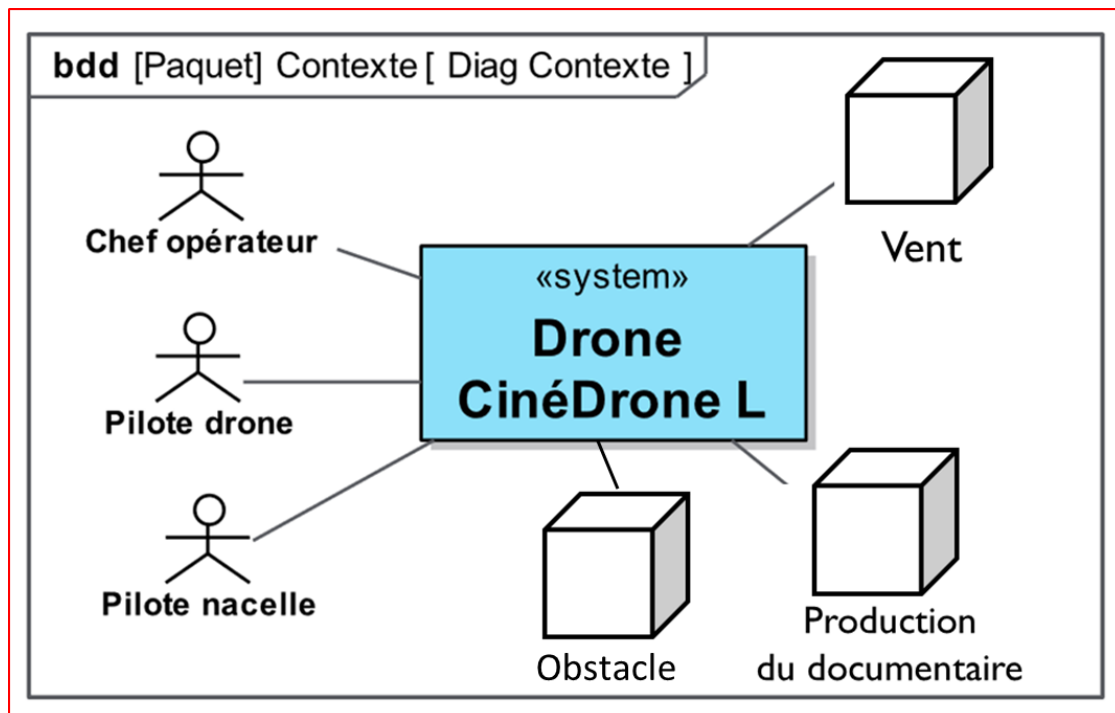 bdd [Paquet] Contexte [ Diag Contexte ]
Chef opérateur
Vent
«system»
Drone
CinéDrone L
Pilote drone
Pilote nacelle
Obstacle
Production
du documentaire